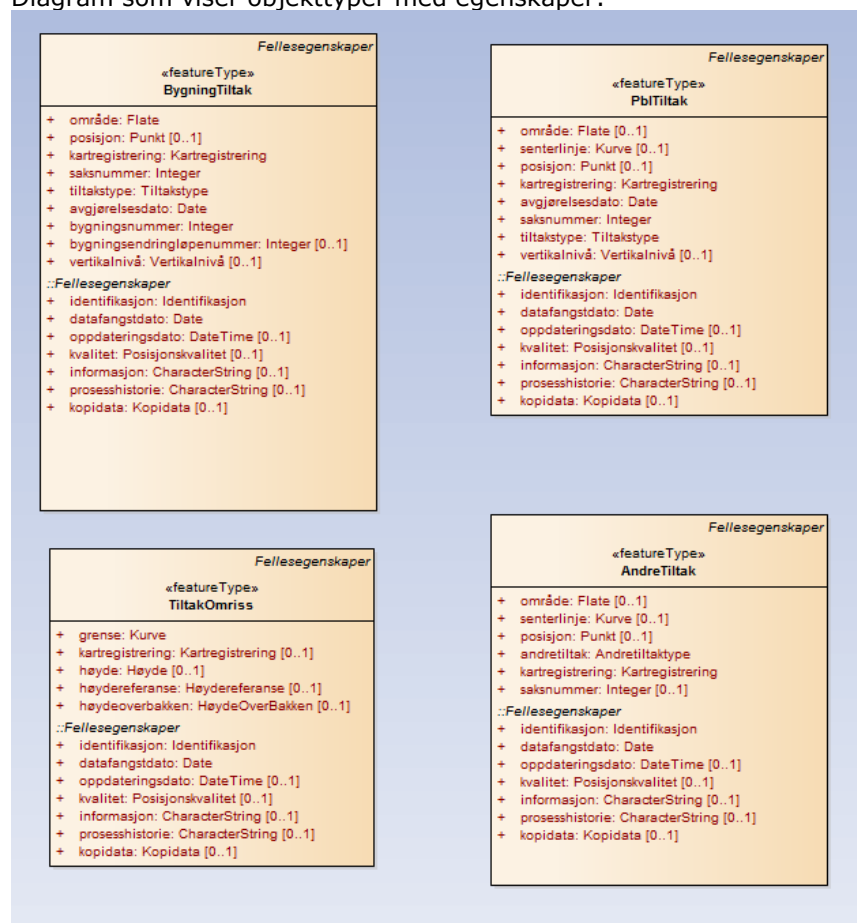 Diagram som viser objekttyper med egenskaper:
Fellesegenskaper
«featureType»
BygningTiltak
+ område: Flate
+ posisjon: Punkt [0..1]
+ kartregistrering: Kartregistrering
+ saksnummer: Integer
+ tiltakstype: Tiltakstype
+ avgjørelsesdato: Date
+ bygningsnummer: Integer
+ bygningsendringløpenummer: Integer [0..1]
+ vertikalnivå: Vertikalnivå [0..1]
::Fellesegenskaper
+ identifikasjon: Identifikasjon
+ datafangstdato: Date
+ oppdateringsdato: DateTime [0..1]
+ kvalitet: Posisjonskvalitet [0..1]
+ informasjon: CharacterString [0..1]
+ prosesshistorie: CharacterString [0..1]
+ kopidata: Kopidata [0..1]
Fellesegenskaper
«featureType»
PblTiltak
+ område: Flate [0..1]
+ senterlinje: Kurve [0..1]
+ posisjon: Punkt [0..1]
+ kartregistrering: Kartregistrering
+ avgjørelsesdato: Date
+ saksnummer: Integer
+ tiltakstype: Tiltakstype
+ vertikalnivå: Vertikalnivå [0..1]
::Fellesegenskaper
+ identifikasjon: Identifikasjon
+ datafangstdato: Date
+ oppdateringsdato: DateTime [0..1]
+ kvalitet: Posisjonskvalitet [0..1]
+ informasjon: CharacterString [0..1]
+ prosesshistorie: CharacterString [0..1]
+ kopidata: Kopidata [0..1]
Fellesegenskaper
«featureType»
TiltakOmriss
+ grense: Kurve
+ kartregistrering: Kartregistrering [0..1]
+ høyde: Høyde [0..1]
+ høydereferanse: Høydereferanse [0..1]
+ høydeoverbakken: HøydeOverBakken [0..1]
::Fellesegenskaper
+ identifikasjon: Identifikasjon
+ datafangstdato: Date
+ oppdateringsdato: DateTime [0..1]
+ kvalitet: Posisjonskvalitet [0..1]
+ informasjon: CharacterString [0..1]
+ prosesshistorie: CharacterString [0..1]
+ kopidata: Kopidata [0..1]
Fellesegenskaper
«featureType»
AndreTiltak
+ område: Flate [0..1]
+ senterlinje: Kurve [0..1]
+ posisjon: Punkt [0..1]
+ andretiltak: Andretiltaktype
+ kartregistrering: Kartregistrering
+ saksnummer: Integer [0..1]
::Fellesegenskaper
+ identifikasjon: Identifikasjon
+ datafangstdato: Date
+ oppdateringsdato: DateTime [0..1]
+ kvalitet: Posisjonskvalitet [0..1]
+ informasjon: CharacterString [0..1]
+ prosesshistorie: CharacterString [0..1]
+ kopidata: Kopidata [0..1]